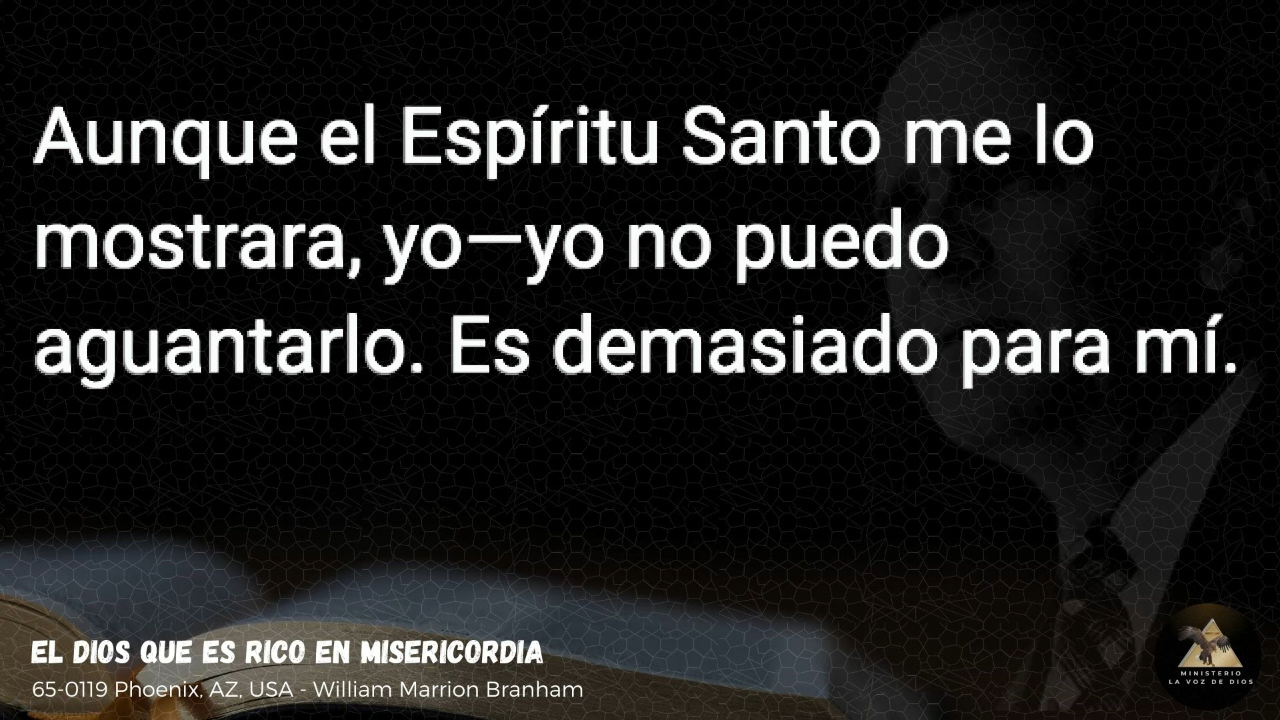 Aunque el Espíritu Santo me lo
mostrara, yo—yo no puedo
aguantarlo. Es demasiado para mí.
EL DIOS QUE ES RICO EN MISERICORDIA
65-0119 Phoenix, AZ, USA - William Marrion Branham
MINISTERIO
LA VOZ DE DIOS